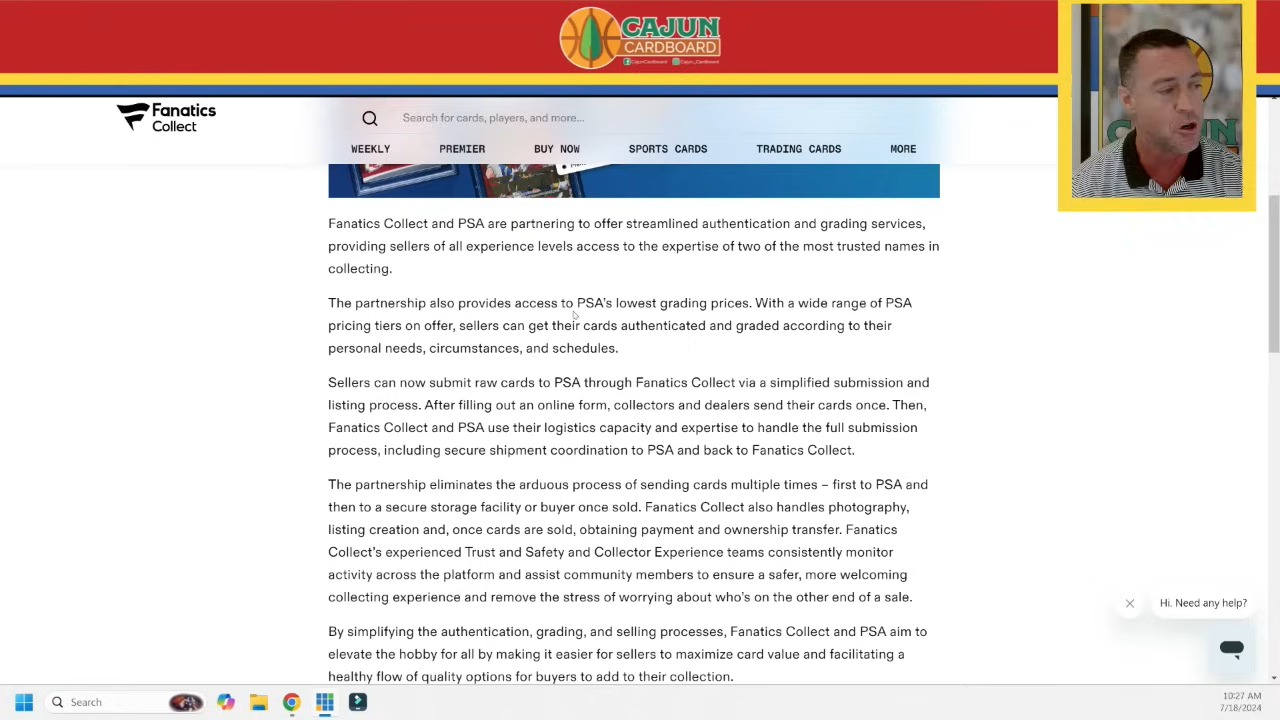 CAJUN
CARDBOARD
CajunCardboard Cajun_Cardboard
Fanatics
Collect
Search for cards, players, and more...
WEEKLY PREMIER BUY NOW SPORTS CARDS TRADING CARDS MORE
Fanatics Collect and PSA are partnering to offer streamlined authentication and grading services,
providing sellers of all experience levels access to the expertise of two of the most trusted names in
collecting.
The partnership also provides access to PSA's lowest grading prices. With a wide range of PSA
pricing tiers on offer, sellers can get their cards authenticated and graded according to their
personal needs, circumstances, and schedules.
Sellers can now submit raw cards to PSA through Fanatics Collect via a simplified submission and
listing process. After filling out an online form, collectors and dealers send their cards once. Then,
Fanatics Collect and PSA use their logistics capacity and expertise to handle the full submission
process, including secure shipment coordination to PSA and back to Fanatics Collect.
The partnership eliminates the arduous process of sending cards multiple times – first to PSA and
then to a secure storage facility or buyer once sold. Fanatics Collect also handles photography,
listing creation and, once cards are sold, obtaining payment and ownership transfer. Fanatics
Collect's experienced Trust and Safety and Collector Experience teams consistently monitor
activity across the platform and assist community members to ensure a safer, more welcoming
collecting experience and remove the stress of worrying about who's on the other end of a sale.
By simplifying the authentication, grading, and selling processes, Fanatics Collect and PSA aim to
elevate the hobby for all by making it easier for sellers to maximize card value and facilitating a
healthy flow of quality options for buyers to add to their collection.
Hi. Need any help?
Search
10:27 AM
7/18/2024